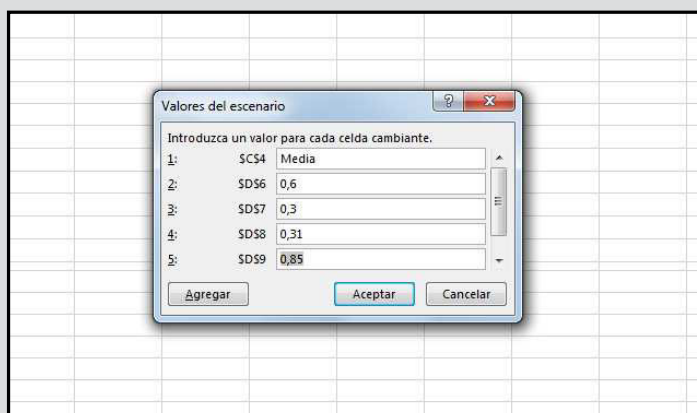 Valores del escenario
Introduzca un valor para cada celda cambiante.
1: $C$4 Media
2: $D$6 0,6
3: $D$7 0,3
4: $D$8 0,31
5: $D$9 0,85
Agregar Aceptar Cancelar